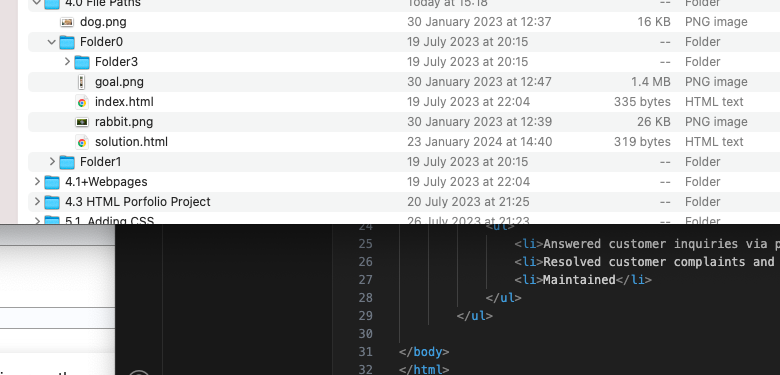 4.0 File Paths Today at 15:18 -- Folder
dog.png 30 January 2023 at 12:37 16 KB PNG image
Folder0 19 July 2023 at 20:15 -- Folder
Folder3 19 July 2023 at 20:15 -- Folder
goal.png 30 January 2023 at 12:47 1.4 MB PNG image
index.html 19 July 2023 at 22:04 335 bytes HTML text
rabbit.png 30 January 2023 at 12:39 26 KB PNG image
solution.html 23 January 2024 at 14:40 319 bytes HTML text
Folder1 19 July 2023 at 20:15 -- Folder
4.1+Webpages 19 July 2023 at 22:04 -- Folder
4.3 HTML Porfolio Project 20 July 2023 at 21:25 -- Folder
5.1 Adding CSS 26 July 2023 at 21:23 -- Folder
24 <ul>
25 <li>Answered customer inquiries via p
26 <li>Resolved customer complaints and
27 <li>Maintained</li>
28 </ul>
29 </ul>
30
31 </body>
32 </html>